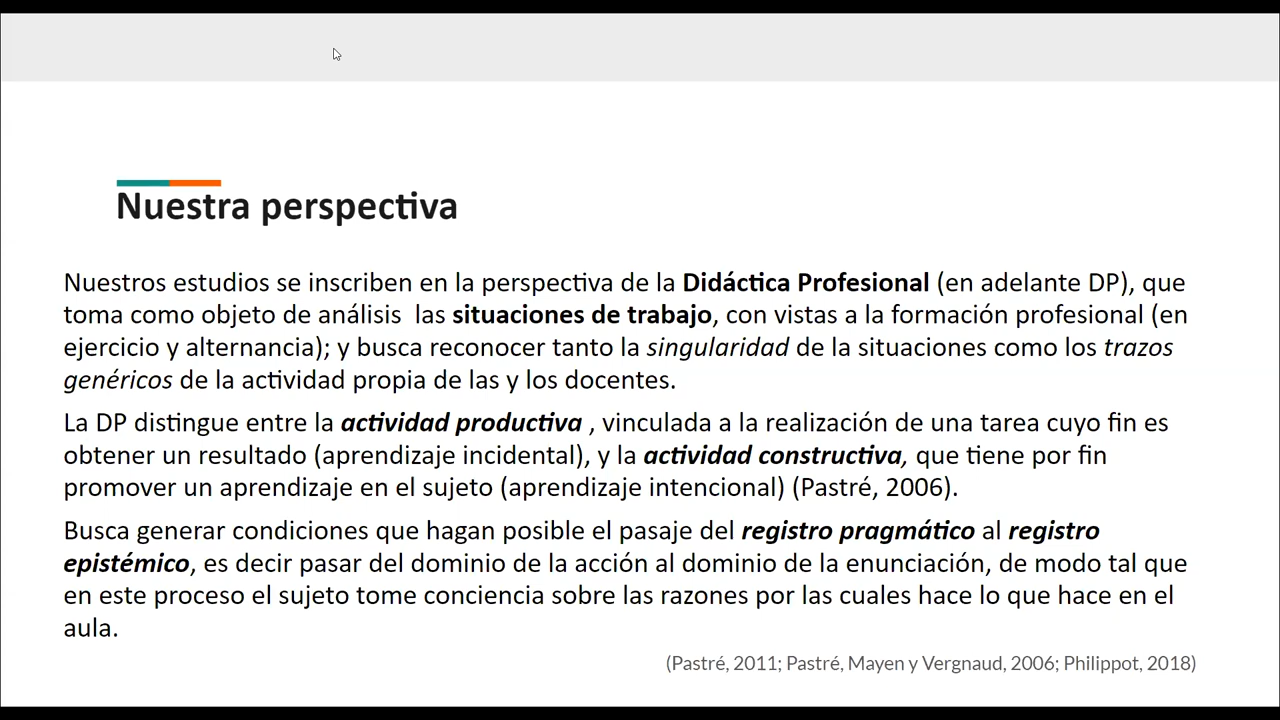 Nuestra perspectiva
Nuestros estudios se inscriben en la perspectiva de la Didáctica Profesional (en adelante DP), que
toma como objeto de análisis las situaciones de trabajo, con vistas a la formación profesional (en
ejercicio y alternancia); y busca reconocer tanto la singularidad de la situaciones como los trazos
genéricos de la actividad propia de las y los docentes.
La DP distingue entre la actividad productiva , vinculada a la realización de una tarea cuyo fin es
obtener un resultado (aprendizaje incidental), y la actividad constructiva, que tiene por fin
promover un aprendizaje en el sujeto (aprendizaje intencional) (Pastré, 2006).
Busca generar condiciones que hagan posible el pasaje del registro pragmático al registro
epistémico, es decir pasar del dominio de la acción al dominio de la enunciación, de modo tal que
en este proceso el sujeto tome conciencia sobre las razones por las cuales hace lo que hace en el
aula.
(Pastré, 2011; Pastré, Mayen y Vergnaud, 2006; Philippot, 2018)